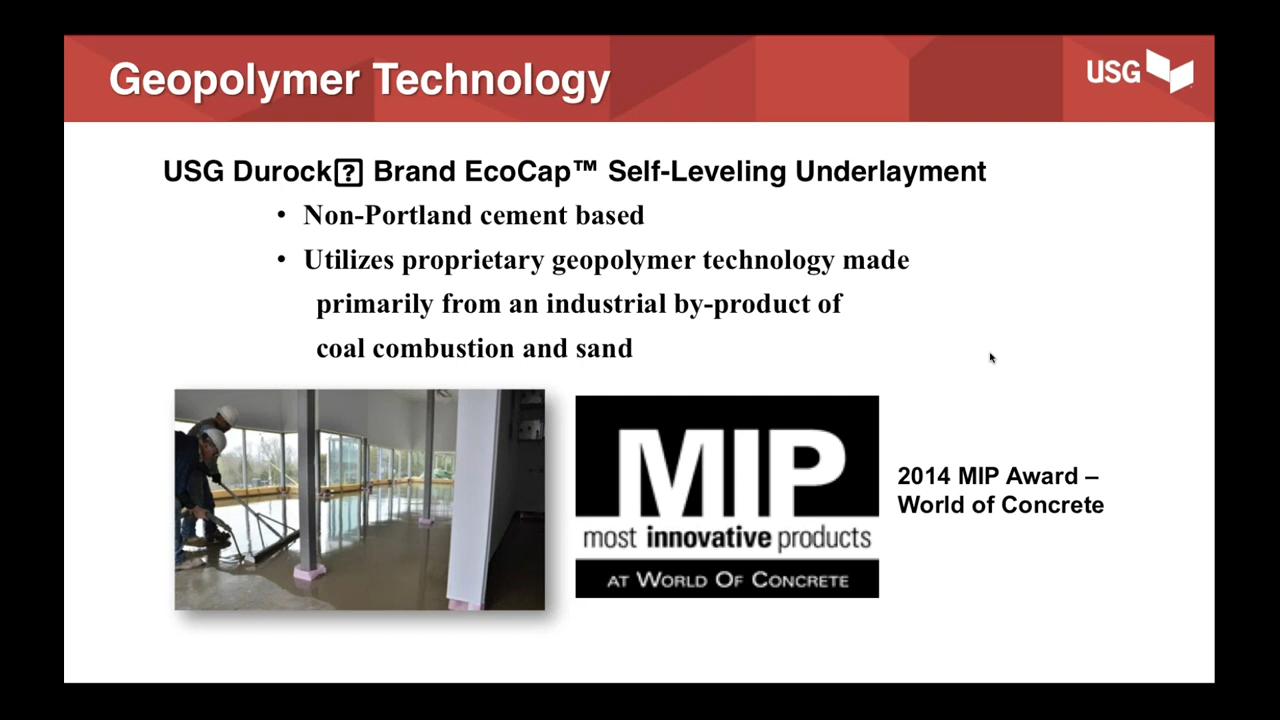 Geopolymer Technology
USG
USG Durock⍰ Brand EcoCap™ Self-Leveling Underlayment
• Non-Portland cement based
• Utilizes proprietary geopolymer technology made
primarily from an industrial by-product of
coal combustion and sand
MIP
most innovative products
AT WORLD OF CONCRETE
2014 MIP Award –
World of Concrete